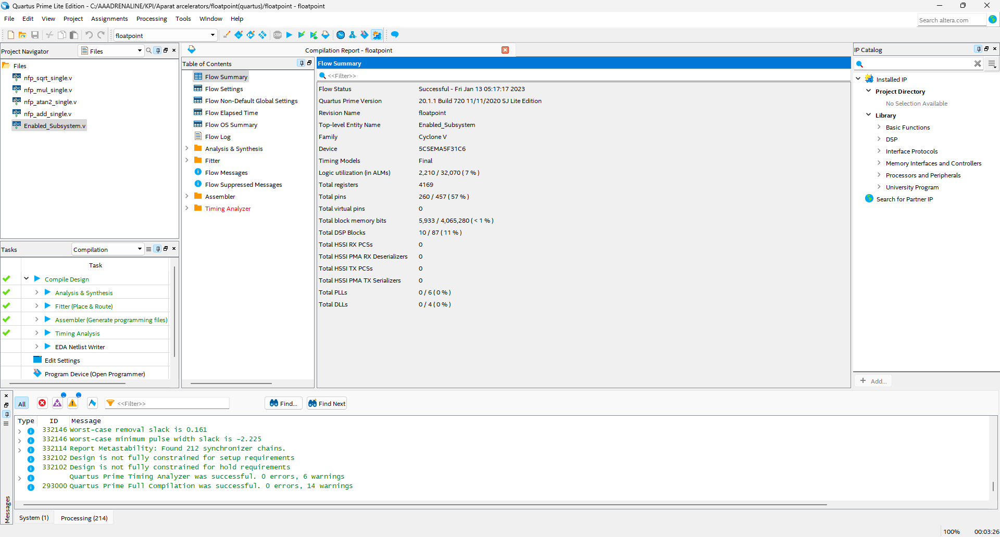 Quartus Prime Lite Edition - C:/AAADRENALINE/KPI/Aparat arcelerators/floatpoint(quartus)/floatpoint - floatpoint
File Edit View Project Assignments Processing Tools Window Help
Search altera.com
floatpoint
STOP
Project Navigator
Files
Files
abc nfp_sqrt_single.v
abc nfp_mul_single.v
abc nfp_atan2_single.v
abc nfp_add_single.v
abc Enabled_Subsystem.v
Tasks
Compilation
Task
Compile Design
Analysis & Synthesis
Fitter (Place & Route)
Assembler (Generate programming files)
Timing Analysis
EDA Netlist Writer
Edit Settings
Program Device (Open Programmer)
Compilation Report - floatpoint
Table of Contents
Flow Summary
Flow Settings
Flow Non-Default Global Settings
Flow Elapsed Time
Flow OS Summary
Flow Log
Analysis & Synthesis
Fitter
Flow Messages
Flow Suppressed Messages
Assembler
Timing Analyzer
Flow Summary
<<Filter>>
Flow Status Successful - Fri Jan 13 05:17:17 2023
Quartus Prime Version 20.1.1 Build 720 11/11/2020 SJ Lite Edition
Revision Name floatpoint
Top-level Entity Name Enabled_Subsystem
Family Cyclone V
Device 5CSEMA5F31C6
Timing Models Final
Logic utilization (in ALMs) 2,210 / 32,070 ( 7 % )
Total registers 4169
Total pins 260 / 457 ( 57 % )
Total virtual pins 0
Total block memory bits 5,933 / 4,065,280 ( < 1 % )
Total DSP Blocks 10 / 87 ( 11 % )
Total HSSI RX PCSs 0
Total HSSI PMA RX Deserializers 0
Total HSSI TX PCSs 0
Total HSSI PMA TX Serializers 0
Total PLLs 0 / 6 ( 0 % )
Total DLLs 0 / 4 ( 0 % )
IP Catalog
Installed IP
Project Directory
No Selection Available
Library
Basic Functions
DSP
Interface Protocols
Memory Interfaces and Controllers
Processors and Peripherals
University Program
Search for Partner IP
+ Add...
All
<<Filter>>
Find...
Find Next
Type ID Message
332146 Worst-case removal slack is 0.161
332146 Worst-case minimum pulse width slack is -2.225
332114 Report Metastability: Found 212 synchronizer chains.
332102 Design is not fully constrained for setup requirements
332102 Design is not fully constrained for hold requirements
Quartus Prime Timing Analyzer was successful. 0 errors, 6 warnings
293000 Quartus Prime Full Compilation was successful. 0 errors, 14 warnings
Messages
System (1)
Processing (214)
100% 00:03:26